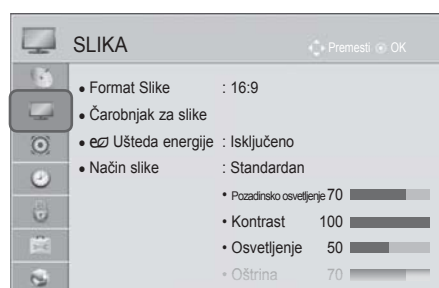 SLIKA Premesti OK
• Format Slike : 16:9
• Čarobnjak za slike
• Ušteda energije : Isključeno
• Način slike : Standardan
• Pozadinsko osvetljenje 70
• Kontrast 100
• Osvetljenje 50
• Oštrina 70